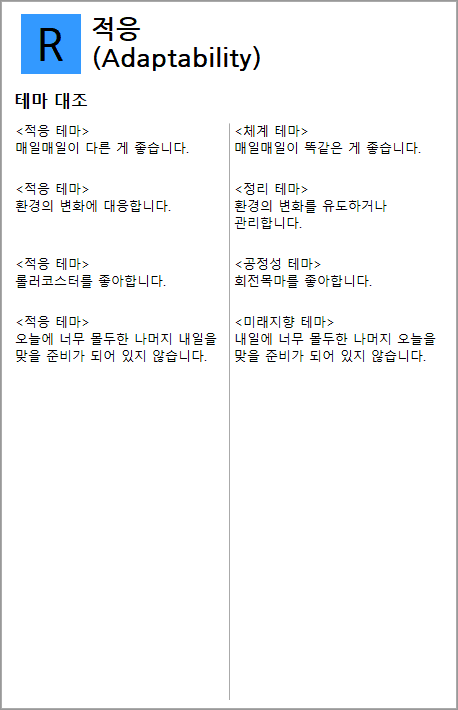 R
적응
(Adaptability)
테마 대조
<적응 테마>
매일매일이 다른 게 좋습니다.
<체계 테마>
매일매일이 똑같은 게 좋습니다.
<적응 테마>
환경의 변화에 대응합니다.
<정리 테마>
환경의 변화를 유도하거나
관리합니다.
<적응 테마>
롤러코스터를 좋아합니다.
<공정성 테마>
회전목마를 좋아합니다.
<적응 테마>
오늘에 너무 몰두한 나머지 내일을
맞을 준비가 되어 있지 않습니다.
<미래지향 테마>
내일에 너무 몰두한 나머지 오늘을
맞을 준비가 되어 있지 않습니다.